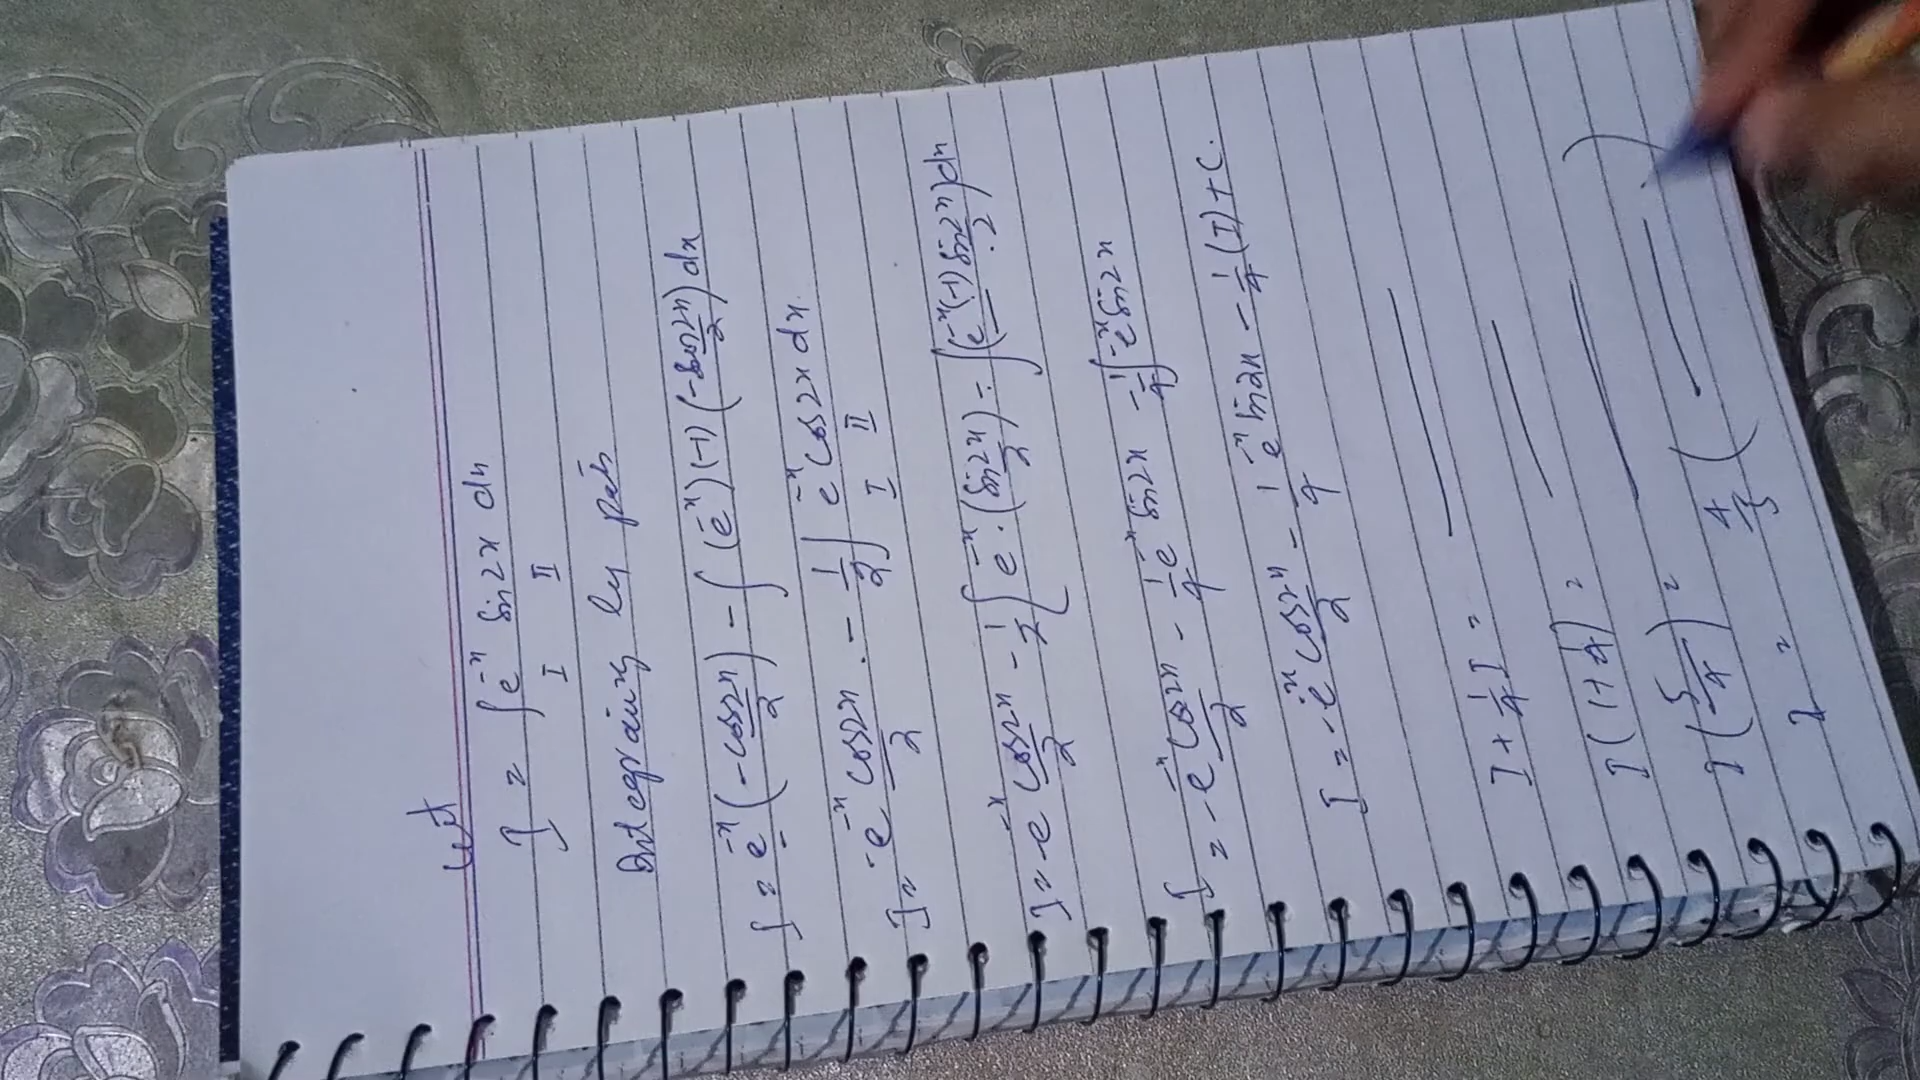 Let
I = ∫ e^-x sin 2x dx
I II
Integrating by parts
I = e^-x (-cos2x/2) - ∫ (e^-x)(-1) (-sin2x/2) dx
I = -e^-x cos2x/2 - 1/2 ∫ e^-x cos2x dx.
I II
I = -e^-x cos2x/2 - 1/2 [ e^-x . (sin2x/2) - ∫ (e^-x (-1) sin2x/2) dx
I = -e^-x cos2x/2 - 1/4 e^-x sin2x - 1/4 ∫ e^-x sin2x
I = -e^-x cos2x/2 - 1/4 e^-x sin2x - 1/4 (I) + C.
I + 1/4 I =
I (1 + 1/4) =
I (5/4) =
I = 4/5 (